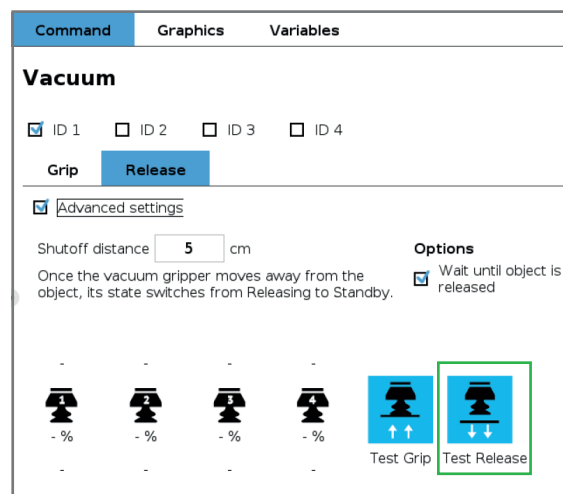 Command Graphics Variables
Vacuum
ID 1 ID 2 ID 3 ID 4
Grip Release
Advanced settings
Shutoff distance 5 cm
Once the vacuum gripper moves away from the
object, its state switches from Releasing to Standby.
Options
Wait until object is
released
- - - -
1 2 3 4
- % - % - % - %
- - - -
Test Grip Test Release